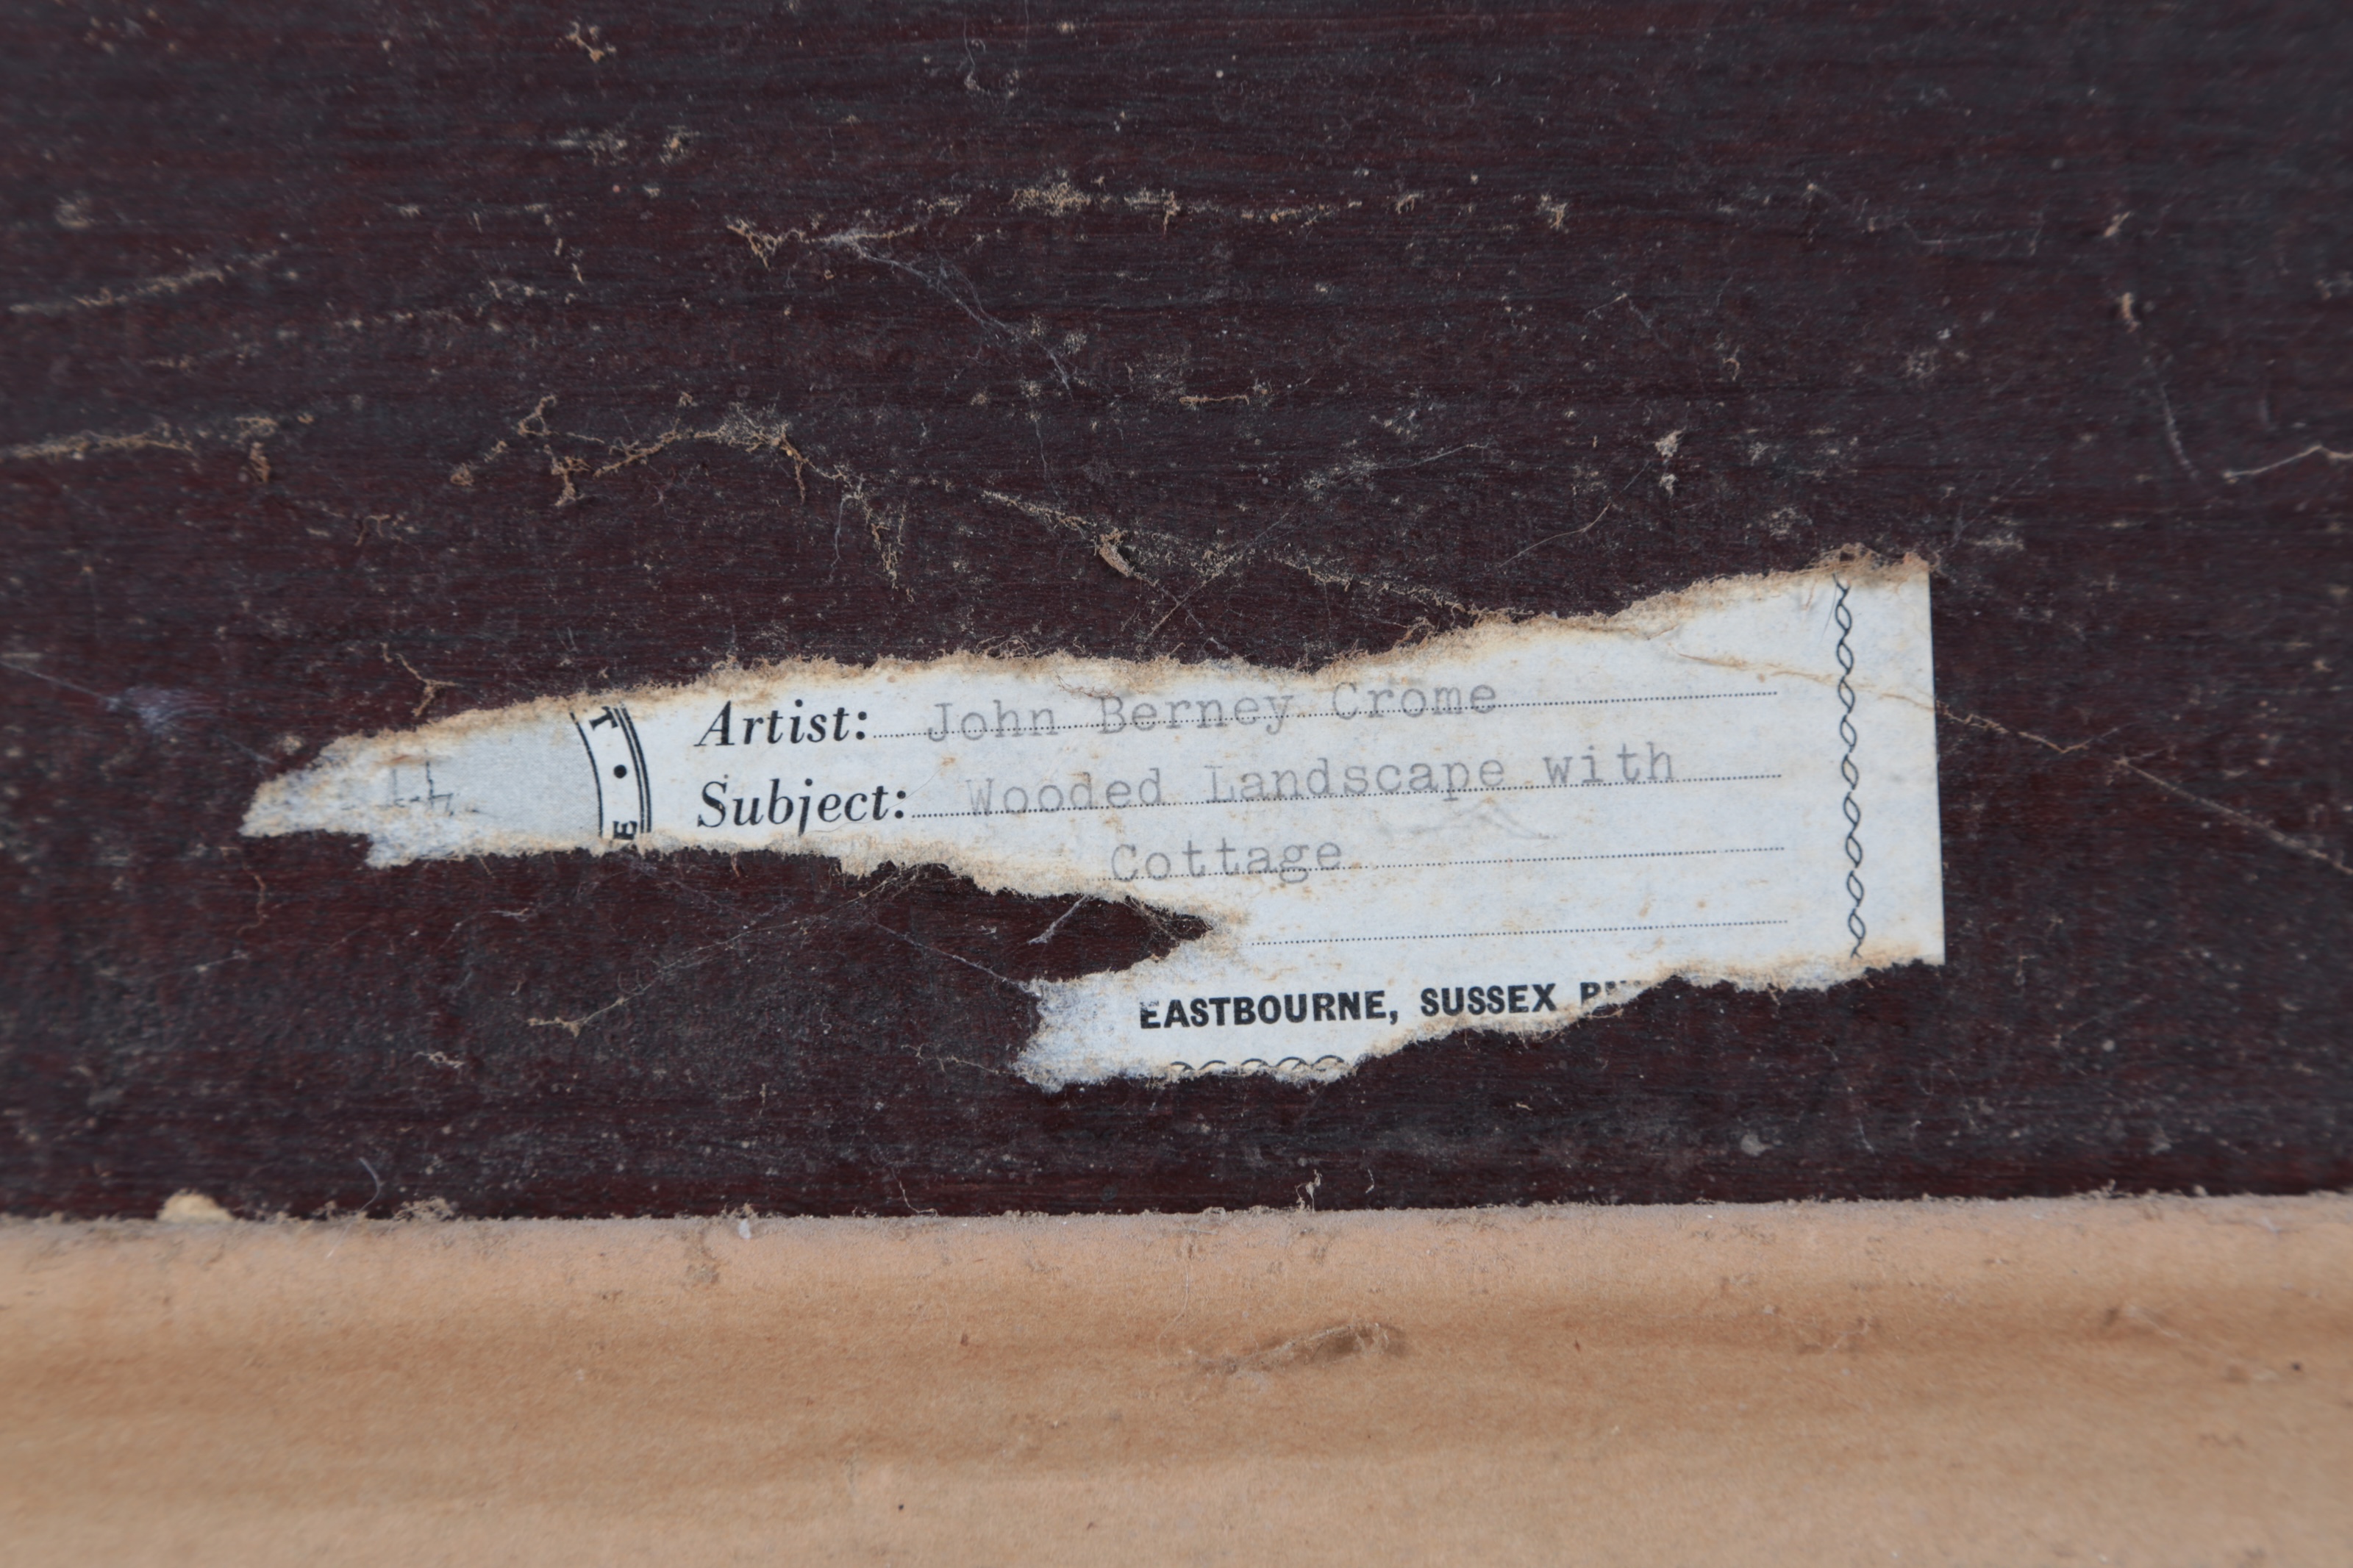 Artist: John Berney Crome
Subject: Wooded Landscape with
Cottage
EASTBOURNE, SUSSEX